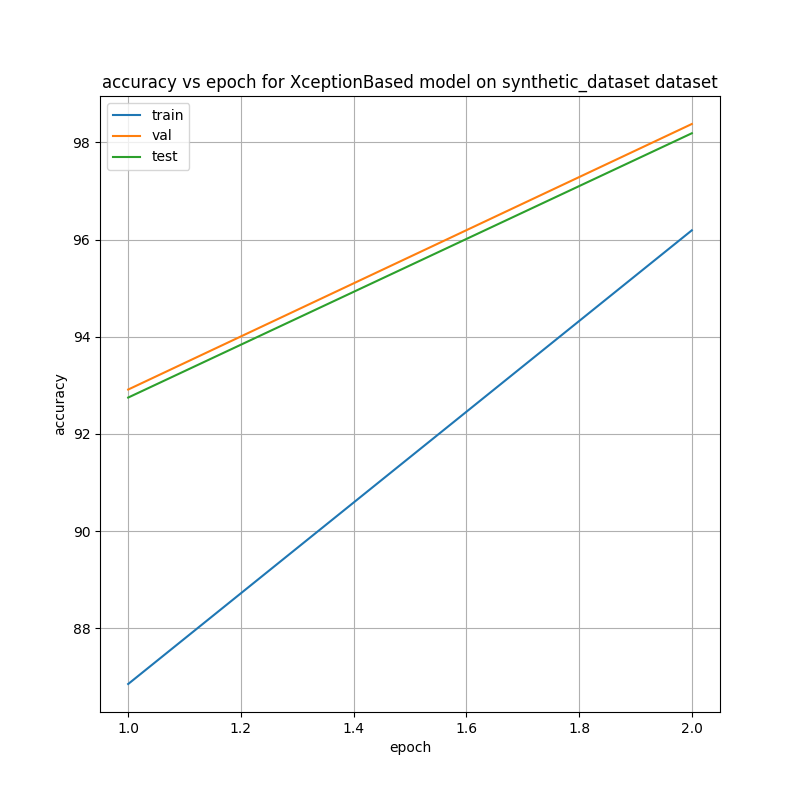 accuracy vs epoch for XceptionBased model on synthetic_dataset dataset
train
val
test
98
96
94
92
90
88
accuracy
1.0 1.2 1.4 1.6 1.8 2.0
epoch